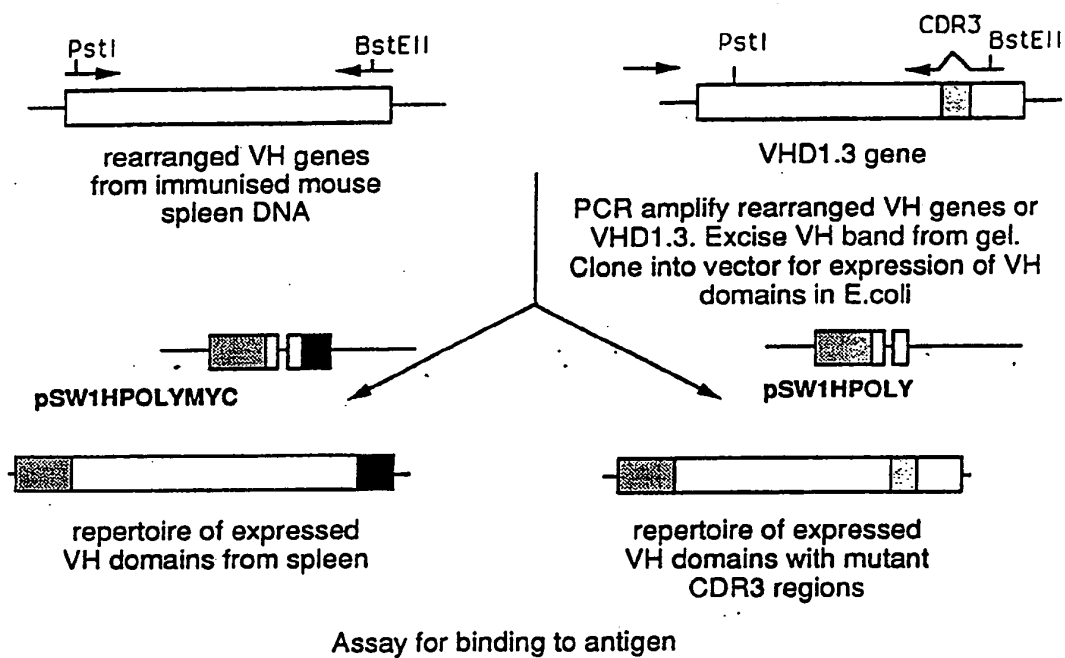 PstI
BstEII
rearranged VH genes
from immunised mouse
spleen DNA
PstI
CDR3
BstEII
VHD1.3 gene
PCR amplify rearranged VH genes or
VHD1.3. Excise VH band from gel.
Clone into vector for expression of VH
domains in E.coli
pSW1HPOLYMYC
pSW1HPOLY
repertoire of expressed
VH domains from spleen
repertoire of expressed
VH domains with mutant
CDR3 regions
Assay for binding to antigen